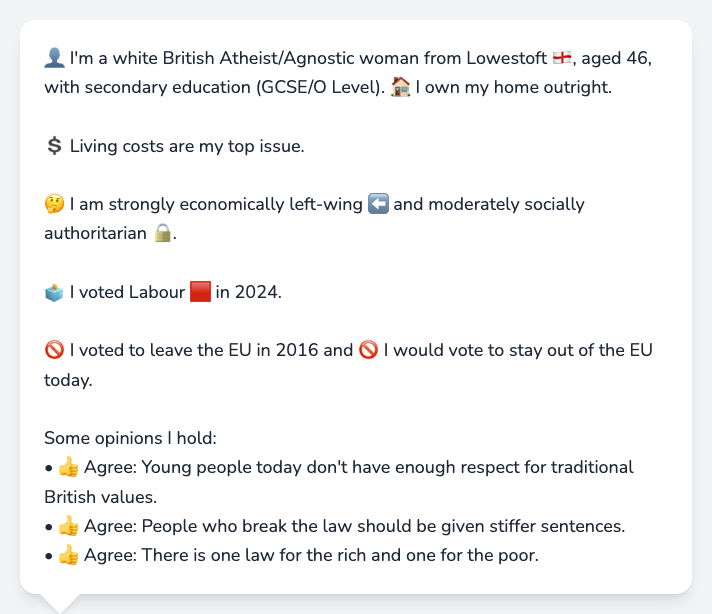 👤 I'm a white British Atheist/Agnostic woman from Lowestoft 🏴󠁧󠁢󠁥󠁮󠁧󠁿, aged 46,
with secondary education (GCSE/O Level). 🏠 I own my home outright.
💲 Living costs are my top issue.
🤔 I am strongly economically left-wing ⬅️ and moderately socially
authoritarian 🔒.
🗳️ I voted Labour 🟥 in 2024.
🚫 I voted to leave the EU in 2016 and 🚫 I would vote to stay out of the EU
today.
Some opinions I hold:
• 👍 Agree: Young people today don't have enough respect for traditional
British values.
• 👍 Agree: People who break the law should be given stiffer sentences.
• 👍 Agree: There is one law for the rich and one for the poor.